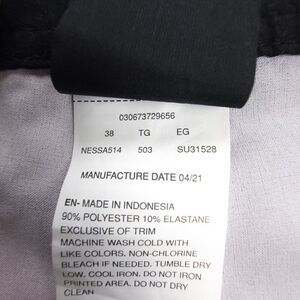 030673729656
38 TG EG
NESSA514 503 SU31528
MANUFACTURE DATE 04/21
EN- MADE IN INDONESIA
90% POLYESTER 10% ELASTANE
EXCLUSIVE OF TRIM
MACHINE WASH COLD WITH
LIKE COLORS. NON-CHLORINE
BLEACH IF NEEDED. TUMBLE DRY
LOW, COOL IRON. DO NOT IRON
PRINTED AREA. DO NOT DRY
CLEAN